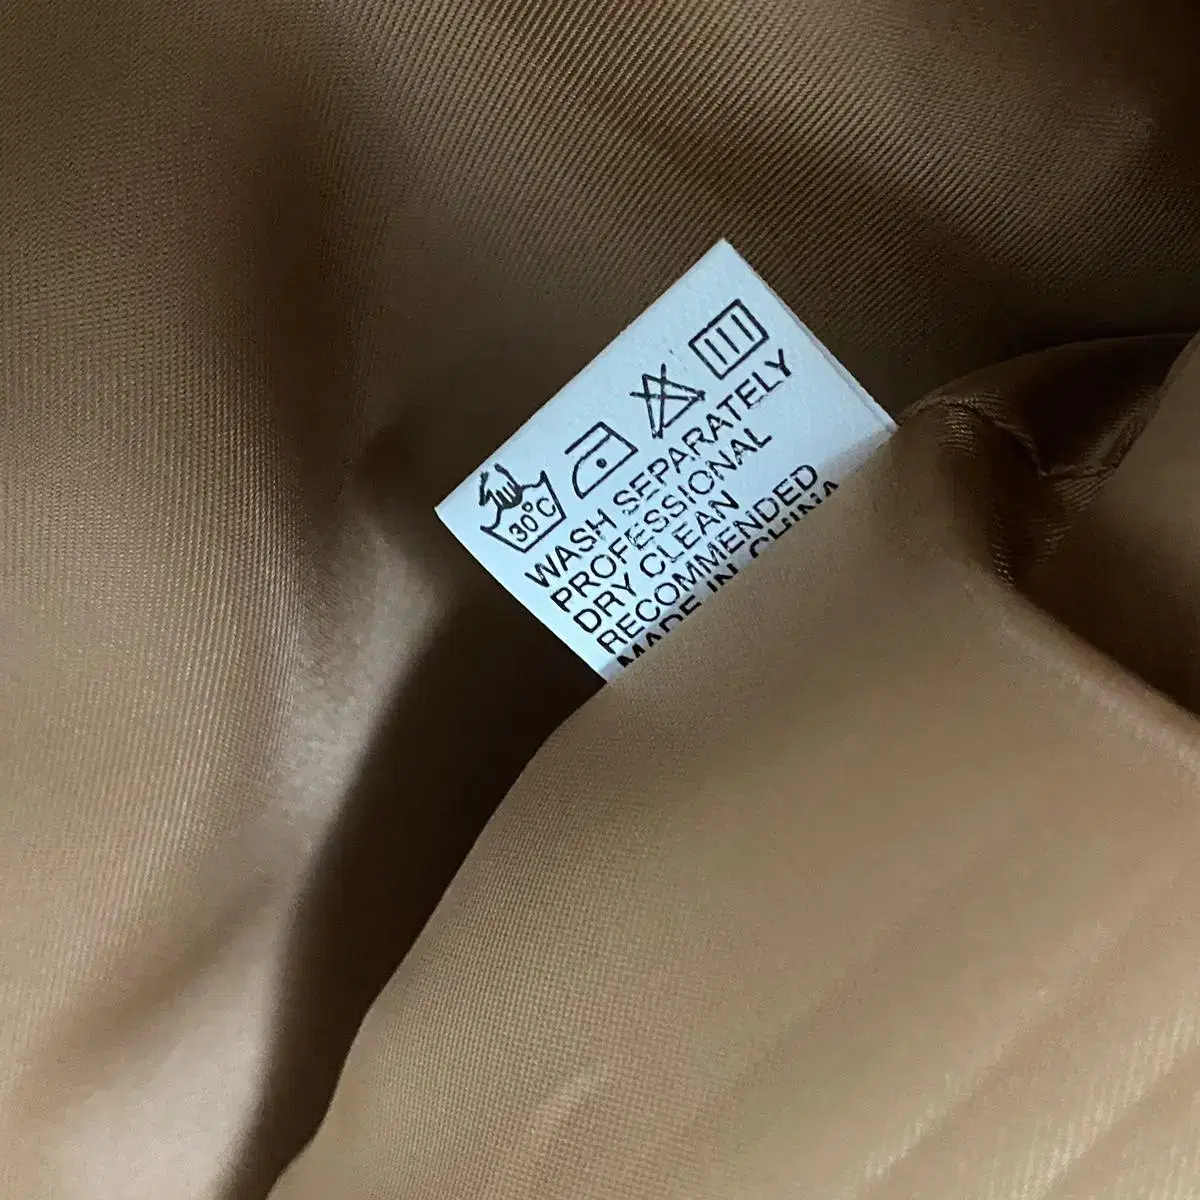 30°C
WASH SEPARATELY
PROFESSIONAL
DRY CLEAN
RECOMMENDED
MADE IN CHINA